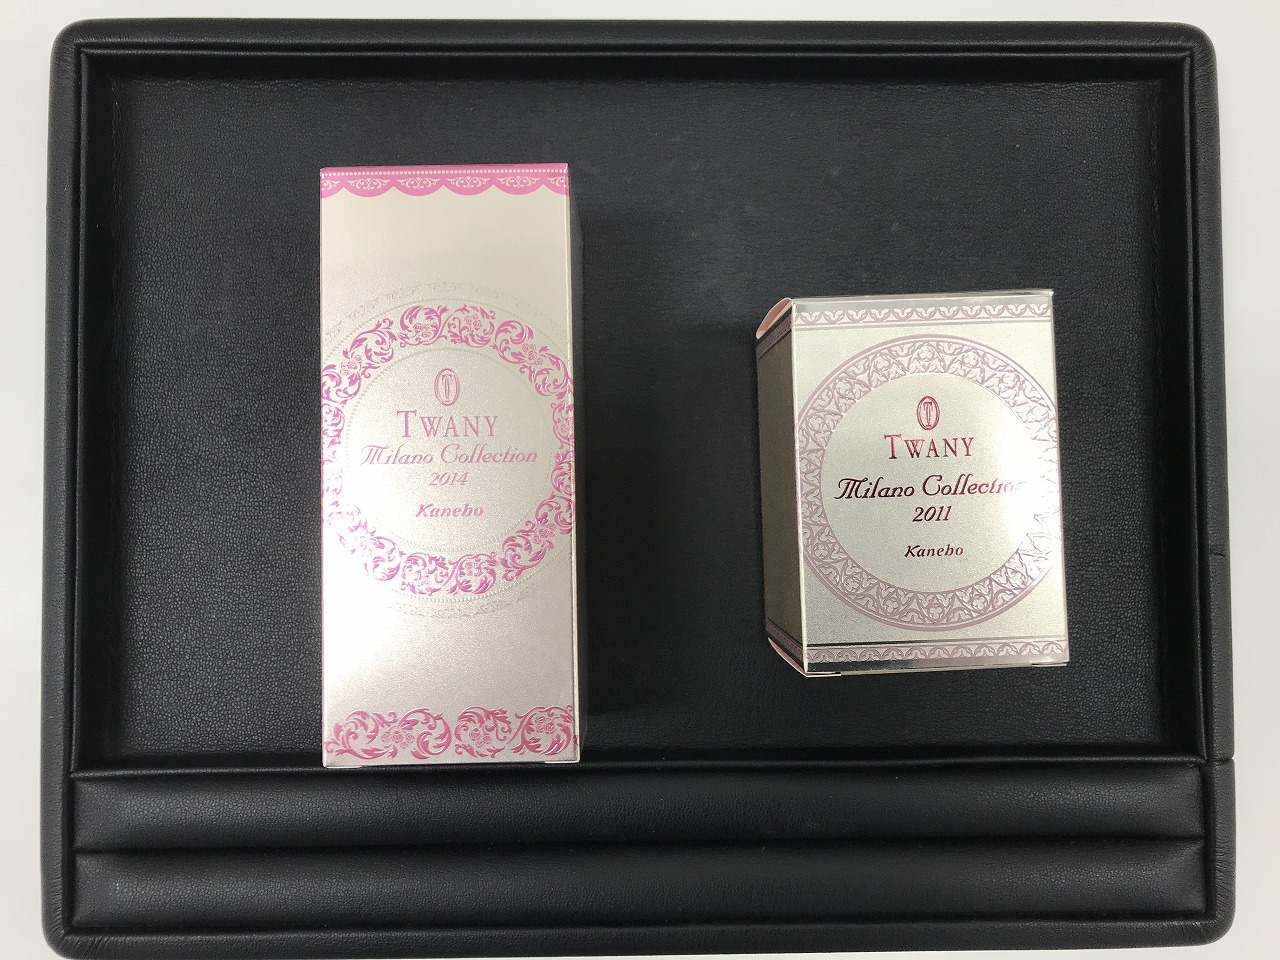 T
TWANY
Milano Collection
2014
Kanebo
T
TWANY
Milano Collection
2011
Kanebo